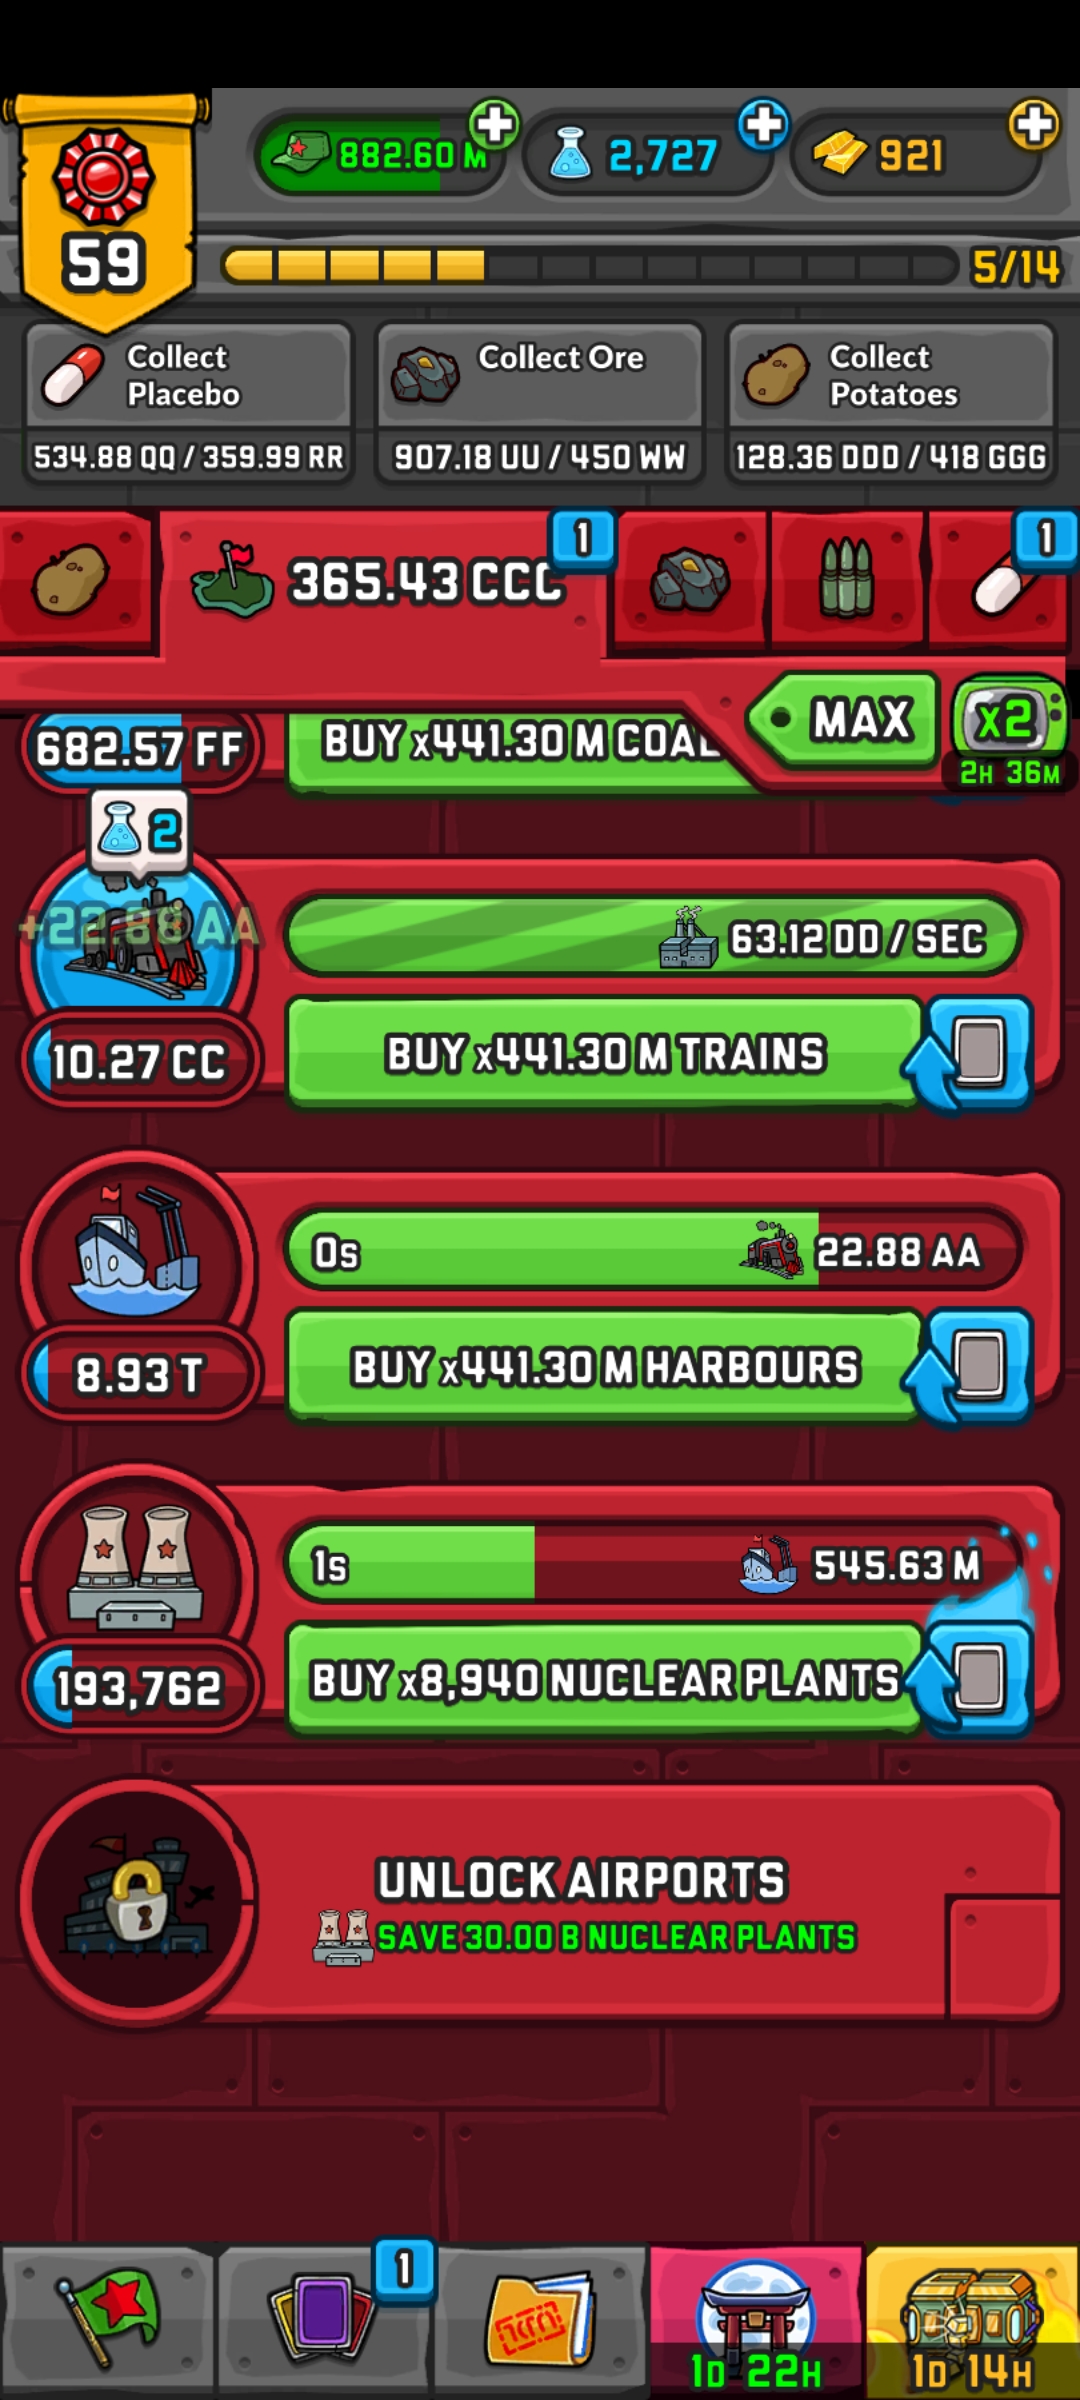 882.60 M
2,727
921
59
5/14
Collect Placebo
534.88 QQ / 359.99 RR
Collect Ore
907.18 UU / 450 WW
Collect Potatoes
128.36 DDD / 418 GGG
365.43 CCC
1
1
MAX
x2
2H 36M
682.57 FF
BUY x441.30 M COAL
2
+22.88 AA
63.12 DD / SEC
10.27 CC
BUY x441.30 M TRAINS
0s
22.88 AA
8.93 T
BUY x441.30 M HARBOURS
1s
545.63 M
193,762
BUY x8,940 NUCLEAR PLANTS
UNLOCK AIRPORTS
SAVE 30.00 B NUCLEAR PLANTS
1
1D 22H
1D 14H